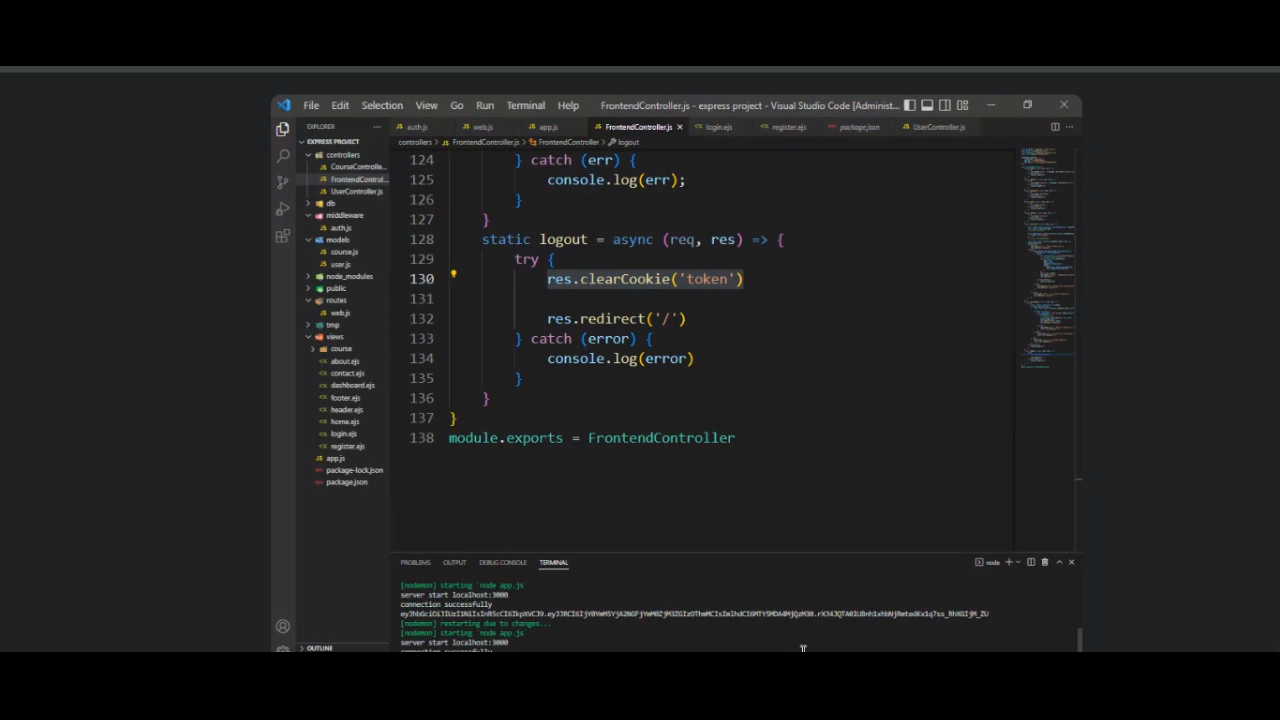 File Edit Selection View Go Run Terminal Help FrontendController.js - express project - Visual Studio Code [Administ...
EXPLORER ... auth.js web.js app.js FrontendController.js login.ejs register.ejs package.json UserController.js
EXPRESS PROJECT
controllers > FrontendController.js > FrontendController > logout
controllers
CourseControlle...
FrontendControl...
UserController.js
db
middleware
auth.js
models
course.js
user.js
node_modules
public
routes
web.js
tmp
views
course
about.ejs
contact.ejs
dashboard.ejs
footer.ejs
header.ejs
home.ejs
login.ejs
register.ejs
app.js
package-lock.json
package.json
OUTLINE
124 } catch (err) {
125 console.log(err);
126 }
127 }
128 static logout = async (req, res) => {
129 try {
130 res.clearCookie('token')
131
132 res.redirect('/')
133 } catch (error) {
134 console.log(error)
135 }
136 }
137 }
138 module.exports = FrontendController
PROBLEMS OUTPUT DEBUG CONSOLE TERMINAL node
[nodemon] starting `node app.js`
server start localhost:3000
connection successfully
[nodemon] restarting due to changes...
[nodemon] starting `node app.js`
server start localhost:3000
connection successfully